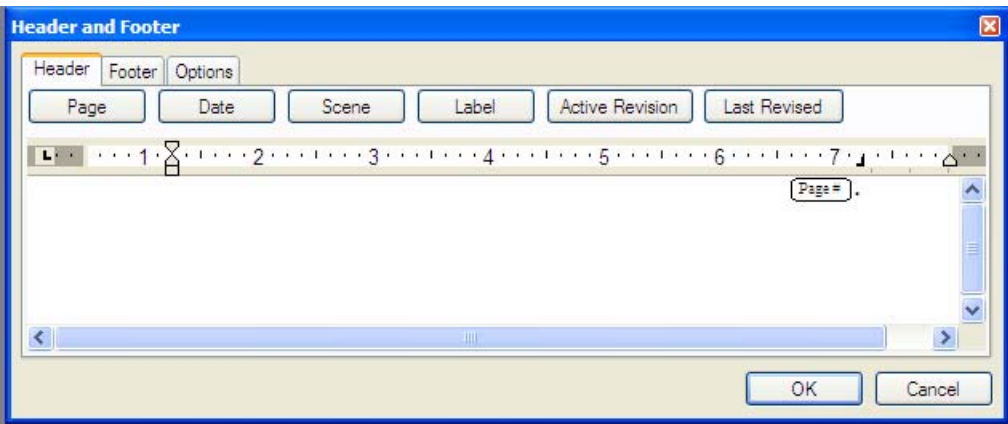 Header and Footer
Header Footer Options
Page Date Scene Label Active Revision Last Revised
1 2 3 4 5 6 7
Page # .
OK Cancel